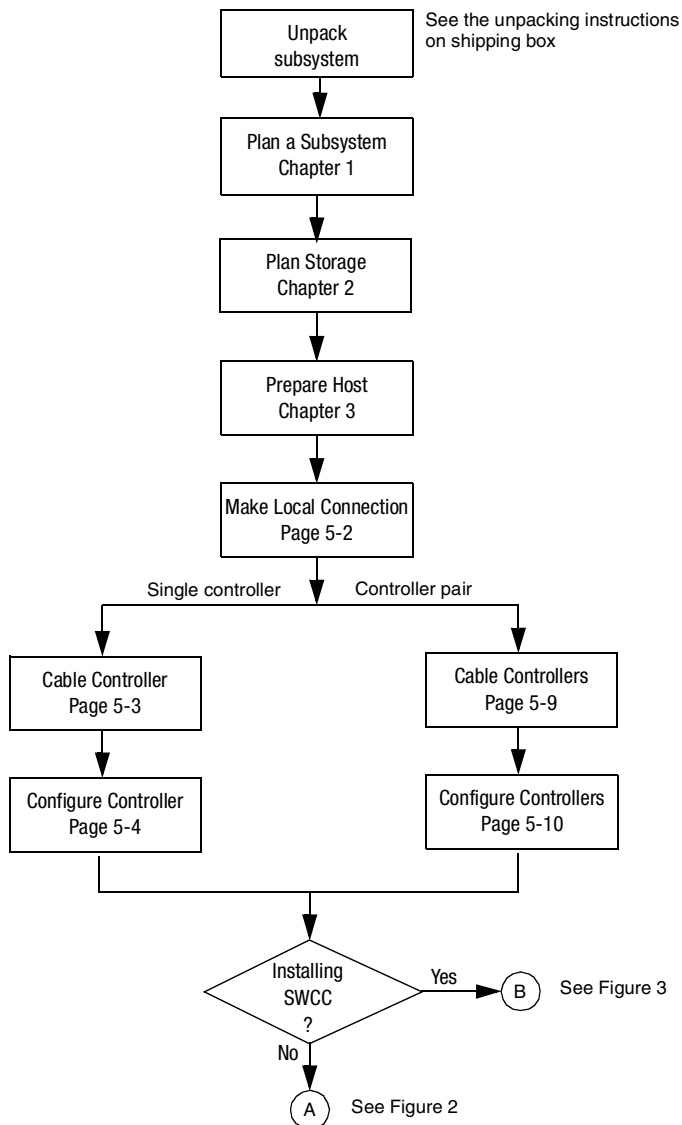 Unpack
subsystem
See the unpacking instructions
on shipping box
Plan a Subsystem
Chapter 1
Plan Storage
Chapter 2
Prepare Host
Chapter 3
Make Local Connection
Page 5-2
Single controller
Controller pair
Cable Controller
Page 5-3
Cable Controllers
Page 5-9
Configure Controller
Page 5-4
Configure Controllers
Page 5-10
Installing
SWCC
?
Yes
B
See Figure 3
No
A
See Figure 2